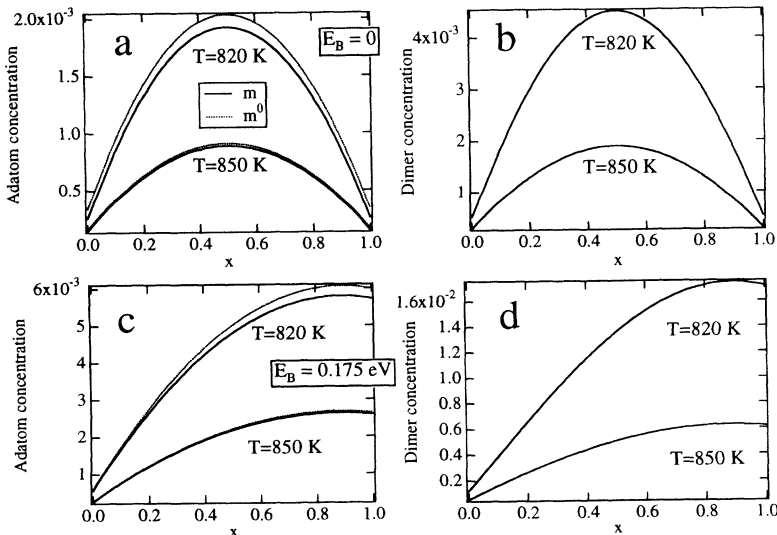 2.0x10⁻³
1.5
1.0
0.5
Adatom concentration
a
E_B = 0
T=820 K
m
m⁰
T=850 K
0.0 0.2 0.4 0.6 0.8 1.0
x
4x10⁻³
3
2
1
Dimer concentration
b
T=820 K
T=850 K
0.0 0.2 0.4 0.6 0.8 1.0
x
6x10⁻³
5
4
3
2
1
Adatom concentration
c
T=820 K
E_B = 0.175 eV
T=850 K
0.0 0.2 0.4 0.6 0.8 1.0
x
1.6x10⁻²
1.4
1.2
1.0
0.8
0.6
0.4
0.2
Dimer concentration
d
T=820 K
T=850 K
0.0 0.2 0.4 0.6 0.8 1.0
x